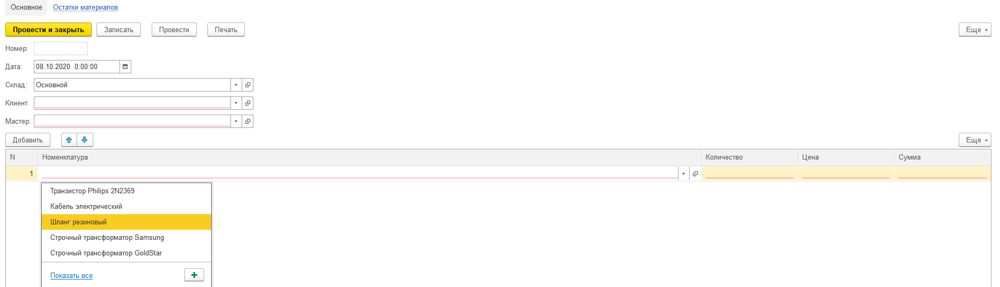 Основное Остатки материалов
Провести и закрыть Записать Провести Печать Еще
Номер:
Дата: 08.10.2020 0:00:00
Склад: Основной
Клиент:
Мастер:
Добавить Еще
N Номенклатура Количество Цена Сумма
1
Транзистор Philips 2N2369
Кабель электрический
Шланг резиновый
Строчный трансформатор Samsung
Строчный трансформатор GoldStar
Показать все